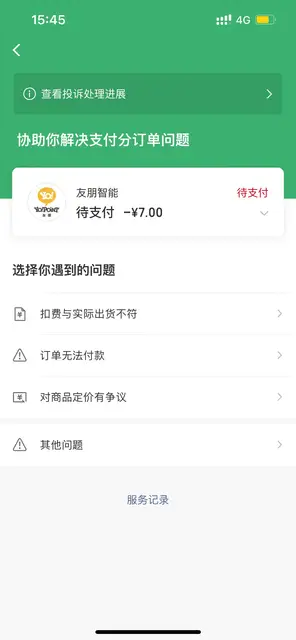 15:45
4G
查看投诉处理进展
协助你解决支付分订单问题
友朋智能
待支付
待支付 -¥7.00
选择你遇到的问题
扣费与实际出货不符
订单无法付款
对商品定价有争议
其他问题
服务记录